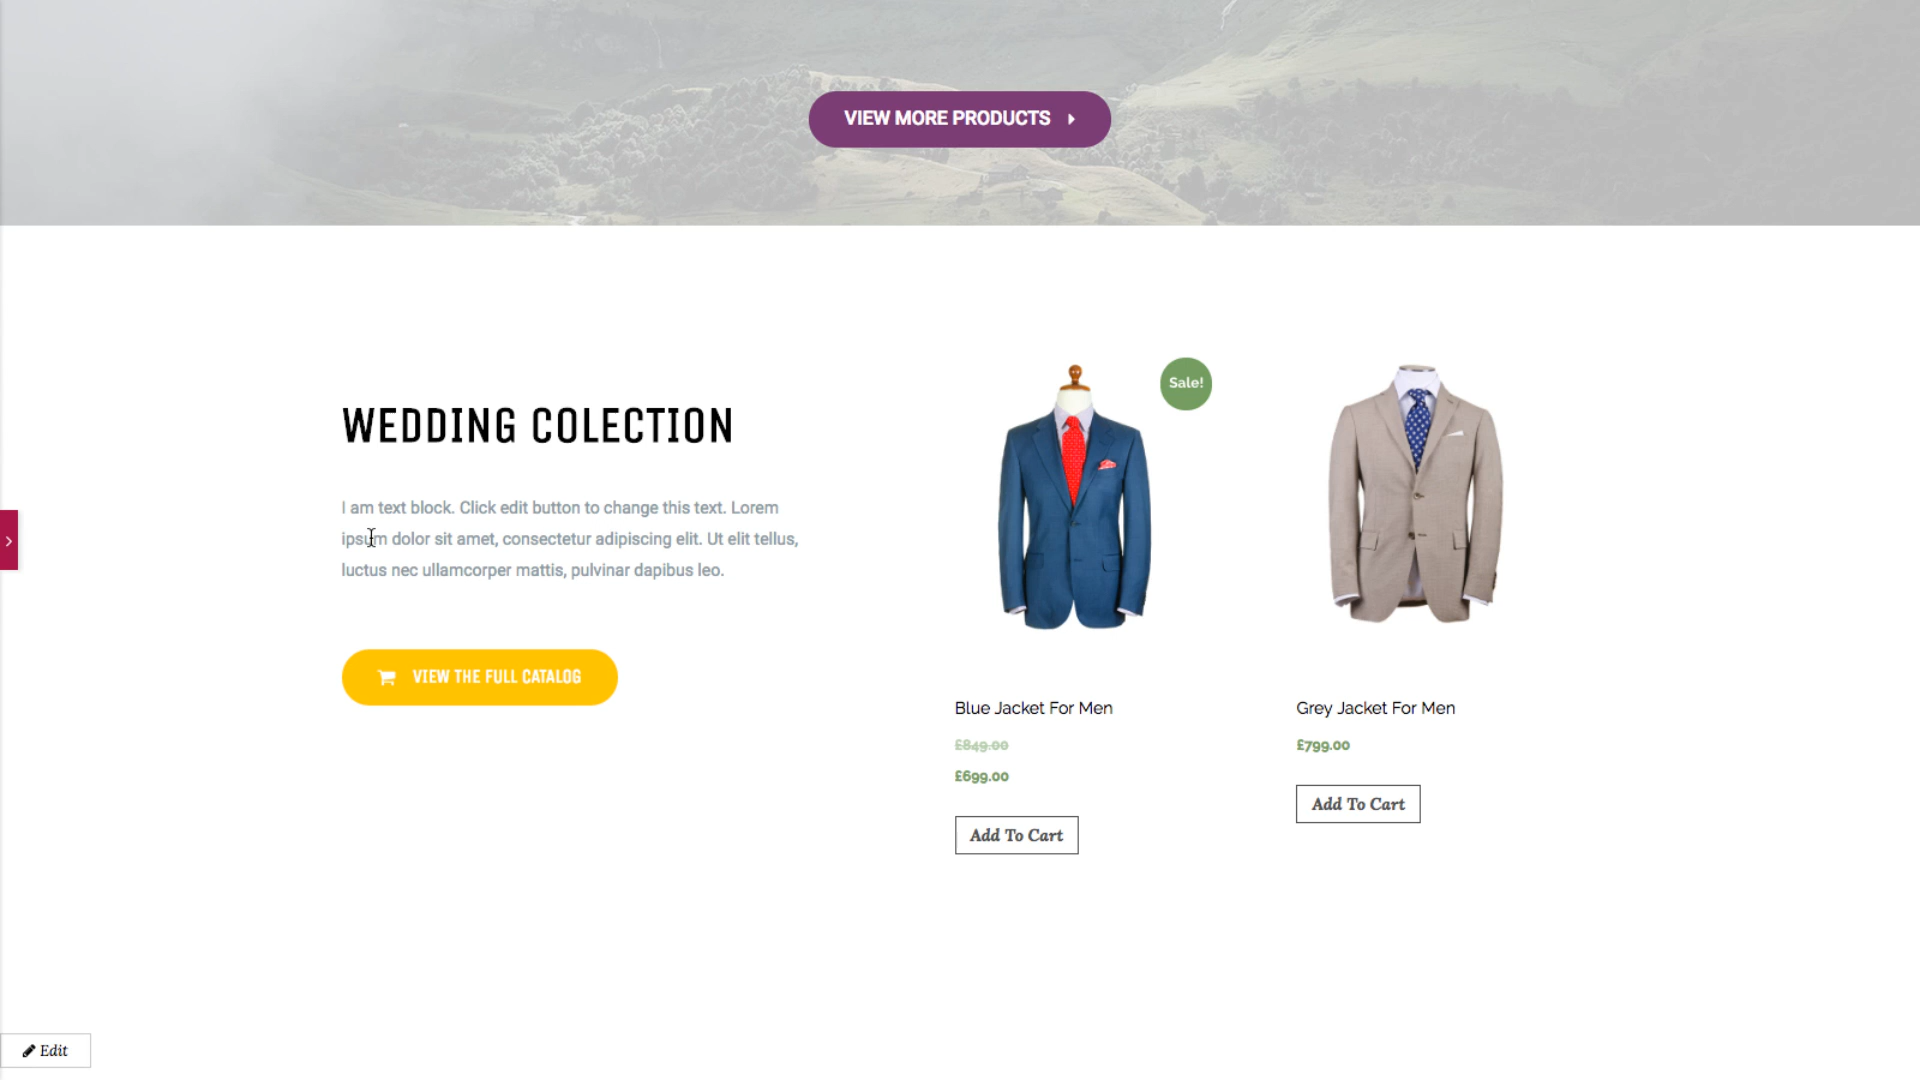 VIEW MORE PRODUCTS
WEDDING COLECTION
I am text block. Click edit button to change this text. Lorem
ipsum dolor sit amet, consectetur adipiscing elit. Ut elit tellus,
luctus nec ullamcorper mattis, pulvinar dapibus leo.
VIEW THE FULL CATALOG
Sale!
Blue Jacket For Men
£849.00
£699.00
Add To Cart
Grey Jacket For Men
£799.00
Add To Cart
Edit